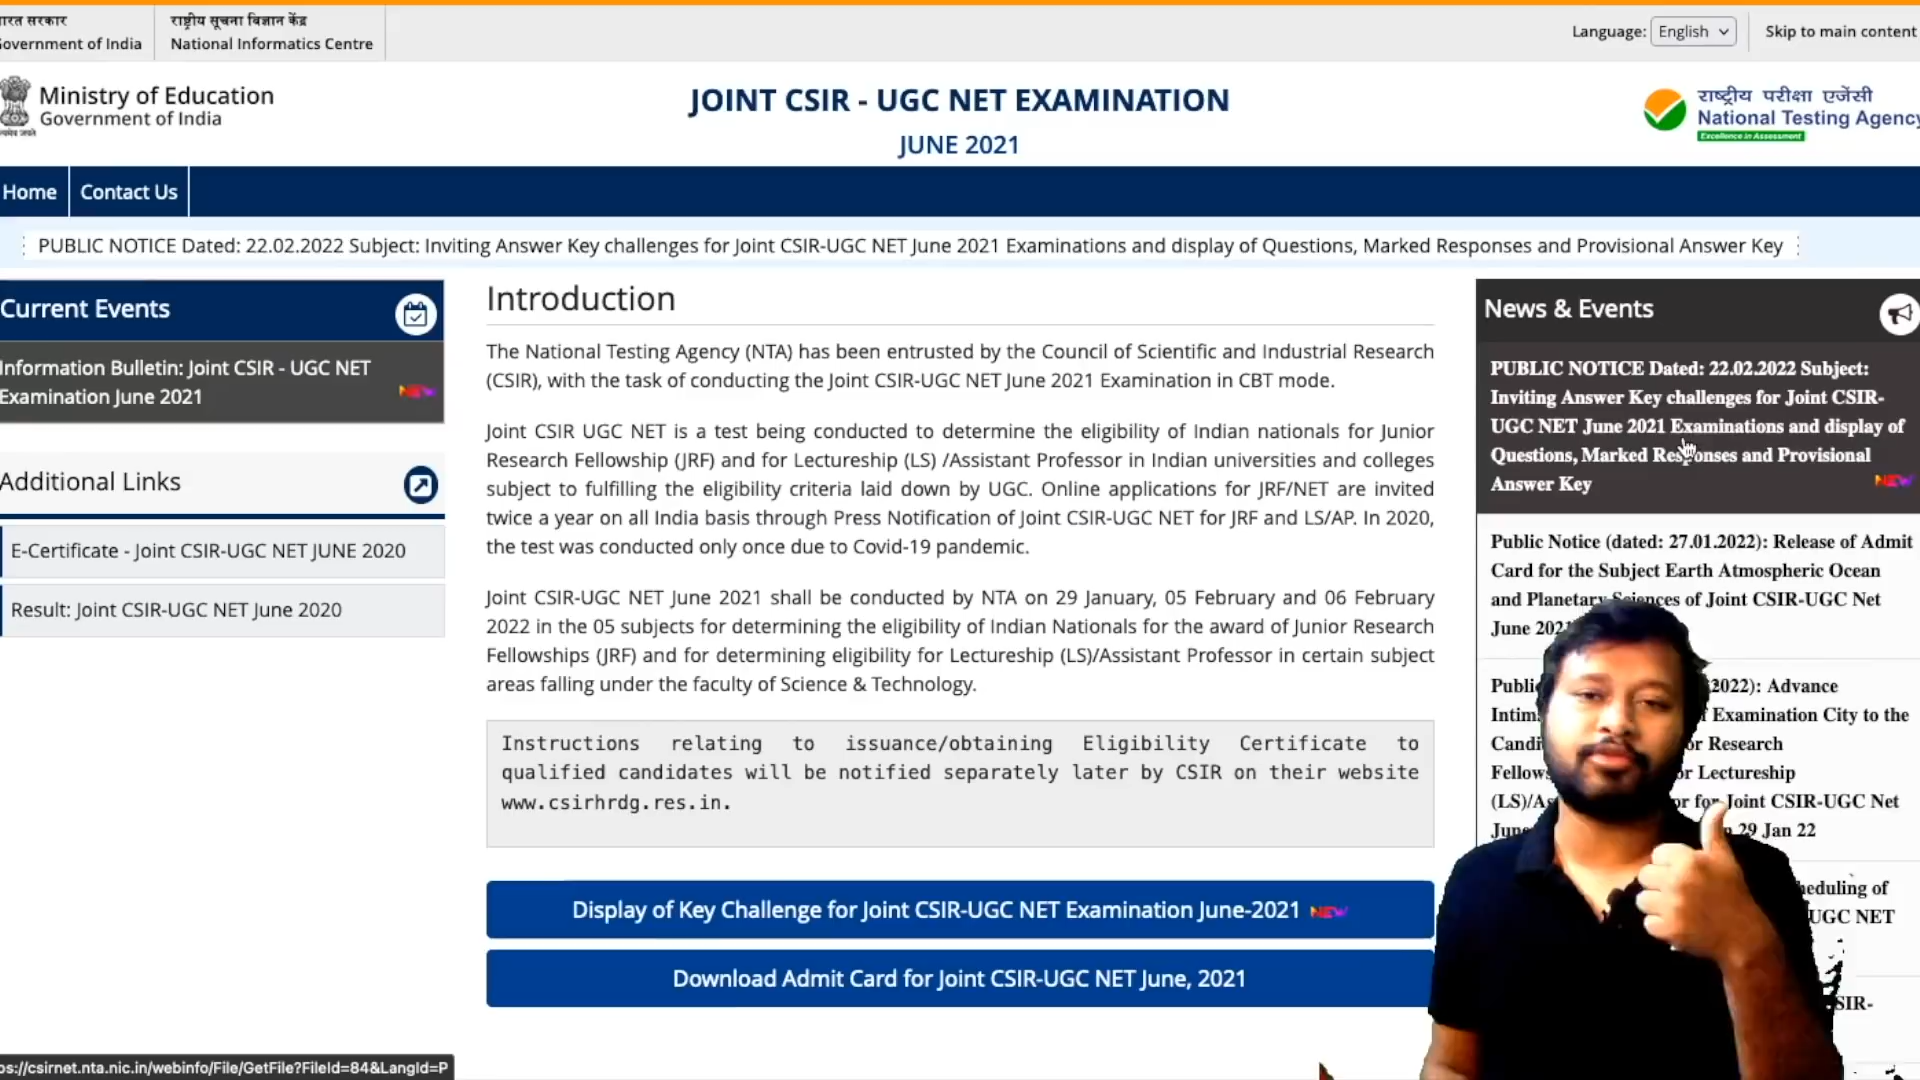 भारत सरकार
Government of India
राष्ट्रीय सूचना विज्ञान केंद्र
National Informatics Centre
Language: English
Skip to main content
Ministry of Education
Government of India
JOINT CSIR - UGC NET EXAMINATION
JUNE 2021
राष्ट्रीय परीक्षा एजेंसी
National Testing Agency
Excellence in Assessment
Home
Contact Us
PUBLIC NOTICE Dated: 22.02.2022 Subject: Inviting Answer Key challenges for Joint CSIR-UGC NET June 2021 Examinations and display of Questions, Marked Responses and Provisional Answer Key
Current Events
Information Bulletin: Joint CSIR - UGC NET
Examination June 2021
NEW
Additional Links
E-Certificate - Joint CSIR-UGC NET JUNE 2020
Result: Joint CSIR-UGC NET June 2020
Introduction
The National Testing Agency (NTA) has been entrusted by the Council of Scientific and Industrial Research
(CSIR), with the task of conducting the Joint CSIR-UGC NET June 2021 Examination in CBT mode.
Joint CSIR UGC NET is a test being conducted to determine the eligibility of Indian nationals for Junior
Research Fellowship (JRF) and for Lectureship (LS) /Assistant Professor in Indian universities and colleges
subject to fulfilling the eligibility criteria laid down by UGC. Online applications for JRF/NET are invited
twice a year on all India basis through Press Notification of Joint CSIR-UGC NET for JRF and LS/AP. In 2020,
the test was conducted only once due to Covid-19 pandemic.
Joint CSIR-UGC NET June 2021 shall be conducted by NTA on 29 January, 05 February and 06 February
2022 in the 05 subjects for determining the eligibility of Indian Nationals for the award of Junior Research
Fellowships (JRF) and for determining eligibility for Lectureship (LS)/Assistant Professor in certain subject
areas falling under the faculty of Science & Technology.
Instructions relating to issuance/obtaining Eligibility Certificate to
qualified candidates will be notified separately later by CSIR on their website
www.csirhrdg.res.in.
Display of Key Challenge for Joint CSIR-UGC NET Examination June-2021 NEW
Download Admit Card for Joint CSIR-UGC NET June, 2021
News & Events
PUBLIC NOTICE Dated: 22.02.2022 Subject:
Inviting Answer Key challenges for Joint CSIR-
UGC NET June 2021 Examinations and display of
Questions, Marked Responses and Provisional
Answer Key
NEW
Public Notice (dated: 27.01.2022): Release of Admit
Card for the Subject Earth Atmospheric Ocean
and Planetary Sciences of Joint CSIR-UGC Net
June 202
2022): Advance
Examination City to the
Research
Lectureship
(LS)/As for Joint CSIR-UGC Net
29 Jan 22
of
UGC NET
SIR-
ps://csirnet.nta.nic.in/webinfo/File/GetFile?FileId=84&LangId=P